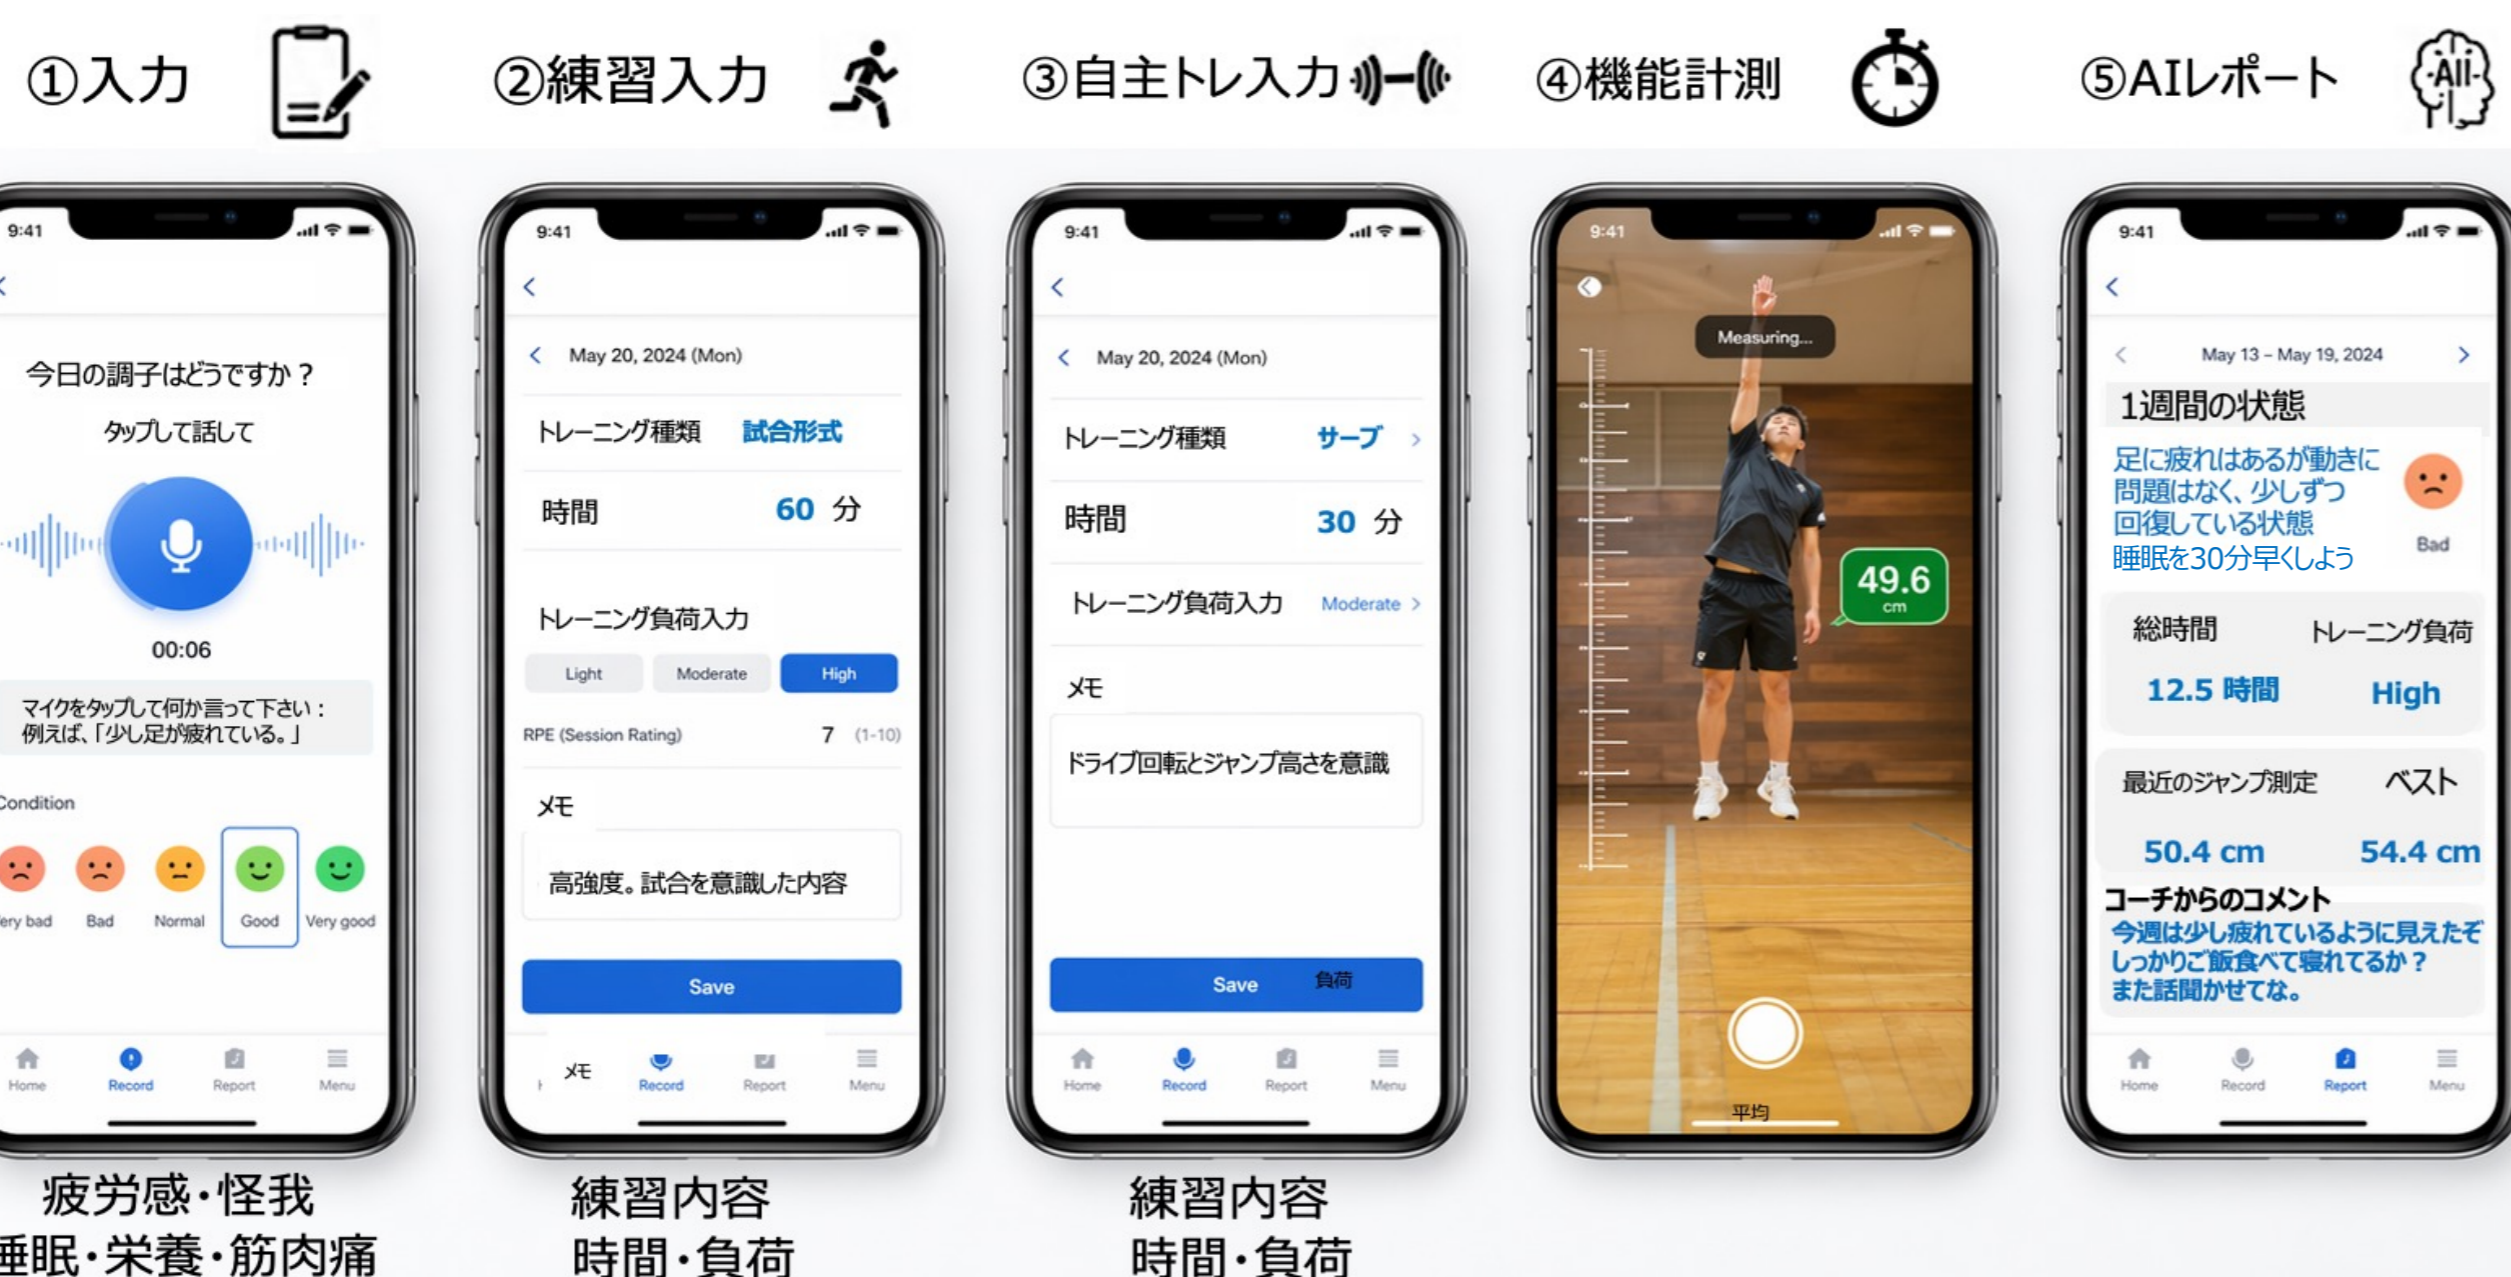 ①入力
②練習入力
③自主トレ入力
④機能計測
⑤AIレポート
9:41
今日の調子はどうですか？
タップして話して
00:06
マイクをタップして何か言って下さい：
例えば、「少し足が疲れている。」
Condition
Very bad
Bad
Normal
Good
Very good
Home
Record
Report
Menu
疲労感・怪我
睡眠・栄養・筋肉痛
9:41
May 20, 2024 (Mon)
トレーニング種類 試合形式
時間 60 分
トレーニング負荷入力
Light Moderate High
RPE (Session Rating) 7 (1-10)
メモ
高強度。試合を意識した内容
Save
メモ
Record
Report
Menu
練習内容
時間・負荷
9:41
May 20, 2024 (Mon)
トレーニング種類 サーブ
時間 30 分
トレーニング負荷入力 Moderate
メモ
ドライブ回転とジャンプ高さを意識
Save 負荷
Home
Record
Report
Menu
練習内容
時間・負荷
9:41
Measuring...
49.6
cm
平均
9:41
May 13 – May 19, 2024
1週間の状態
足に疲れはあるが動きに
問題はなく、少しずつ
回復している状態
睡眠を30分早くしよう
Bad
総時間 トレーニング負荷
12.5 時間 High
最近のジャンプ測定 ベスト
50.4 cm 54.4 cm
コーチからのコメント
今週は少し疲れているように見えたぞ
しっかりご飯食べて寝れてるか？
また話聞かせてな。
Home
Record
Report
Menu